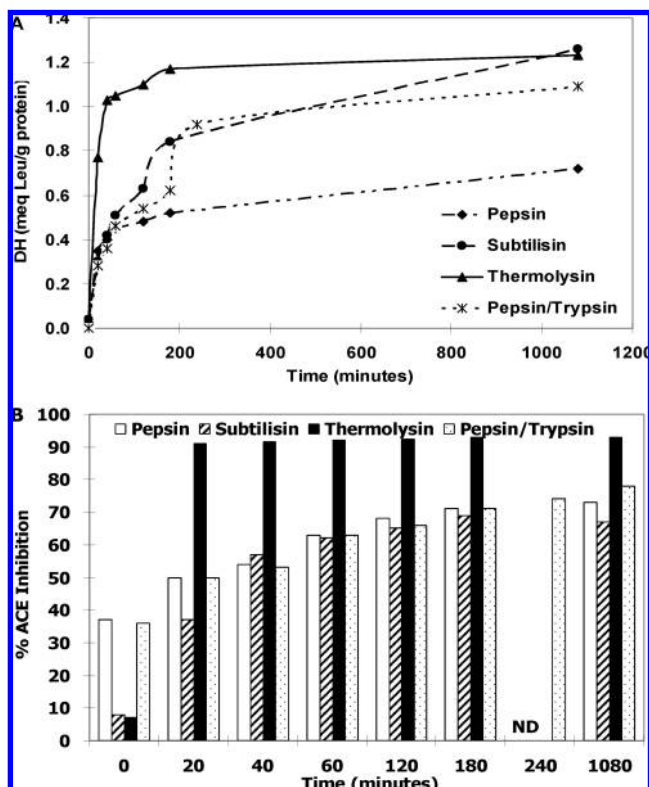 A
1.4
1.2
1.0
0.8
0.6
0.4
0.2
0.0
DH (meq Leu/g protein)
Pepsin
Subtilisin
Thermolysin
Pepsin/Trypsin
0 200 400 600 800 1000 1200
Time (minutes)
B
100
90
80
70
60
50
40
30
20
10
0
% ACE Inhibition
Pepsin Subtilisin Thermolysin Pepsin/Trypsin
ND
0 20 40 60 120 180 240 1080
Time (minutes)